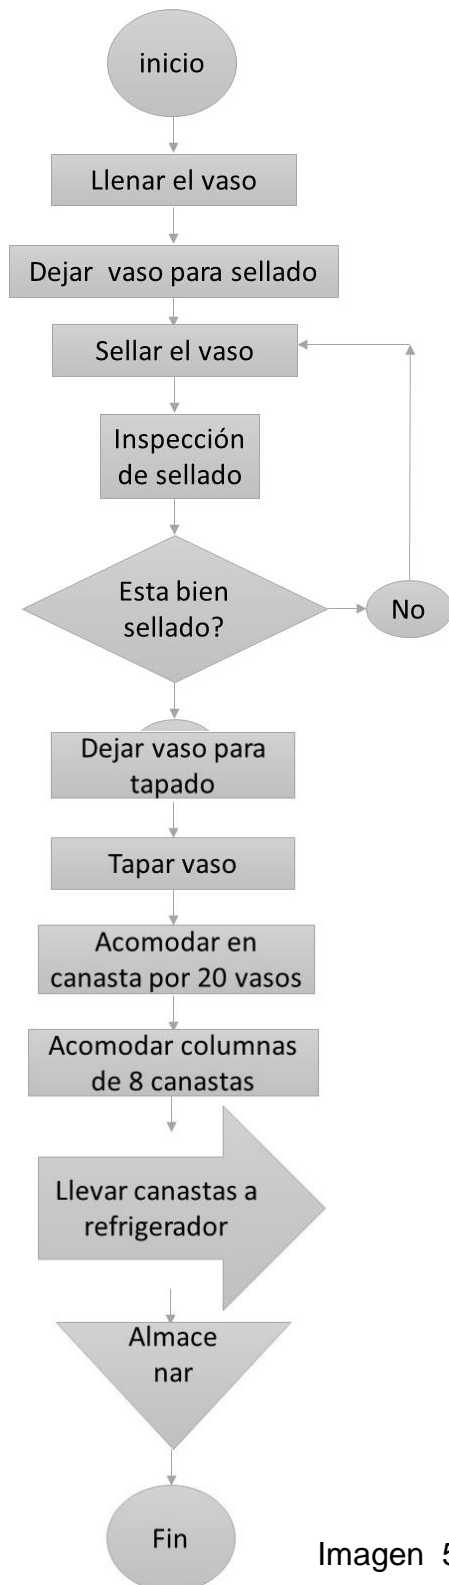 inicio
Llenar el vaso
Dejar vaso para sellado
Sellar el vaso
Inspección
de sellado
Esta bien
sellado?
No
Dejar vaso para
tapado
Tapar vaso
Acomodar en
canasta por 20 vasos
Acomodar columnas
de 8 canastas
Llevar canastas a
refrigerador
Almace
nar
Fin
Imagen 5